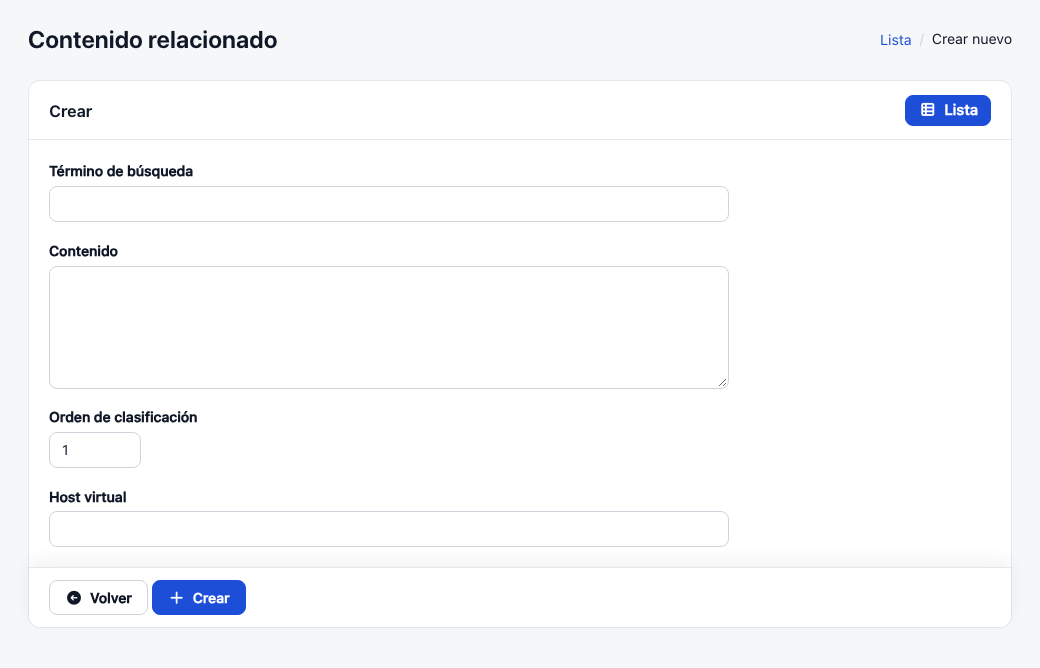 Contenido relacionado
Lista / Crear nuevo
Crear
Lista
Término de búsqueda
Contenido
Orden de clasificación
1
Host virtual
Volver
Crear